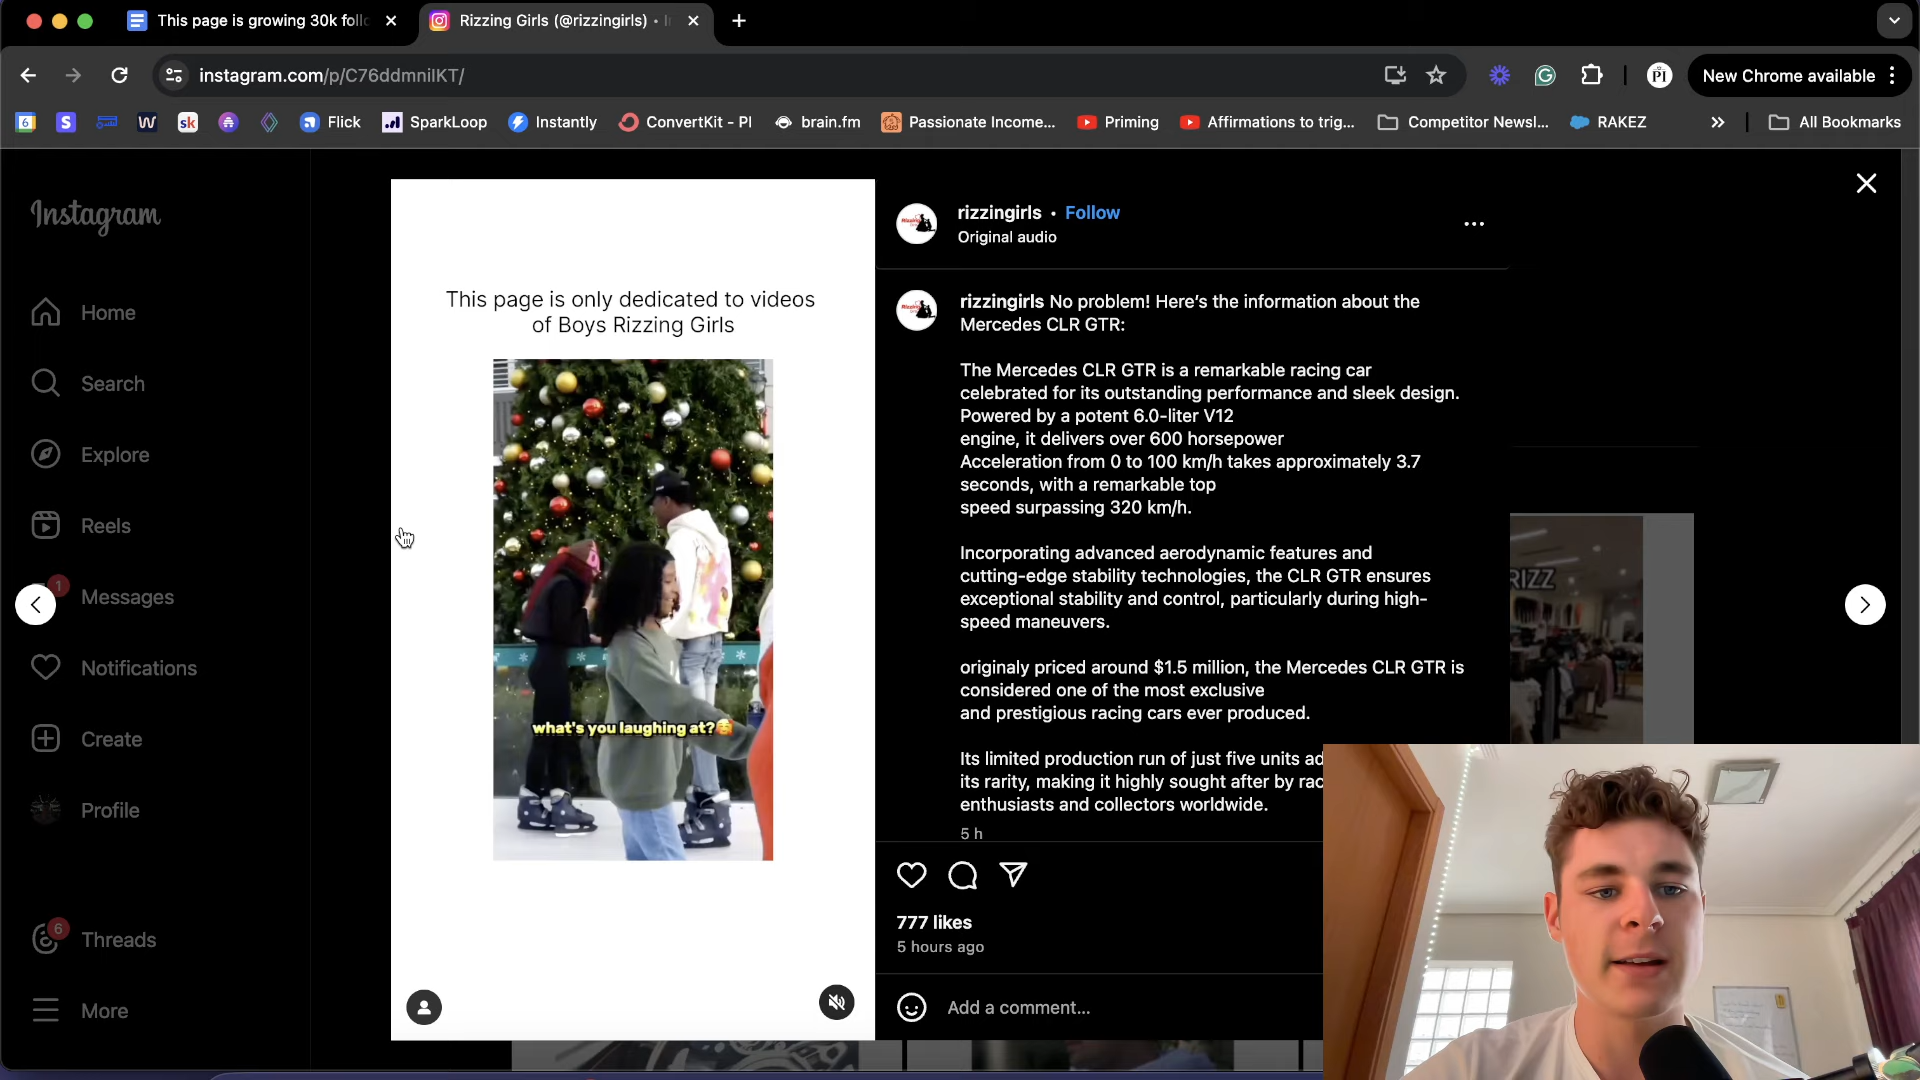 This page is growing 30k foll
Rizzing Girls (@rizzingirls) •
instagram.com/p/C76ddmnilKT/
New Chrome available
Flick
SparkLoop
Instantly
ConvertKit - PI
brain.fm
Passionate Income...
Priming
Affirmations to trig...
Competitor Newsl...
RAKEZ
All Bookmarks
Instagram
Home
Search
Explore
Reels
1
Messages
Notifications
Create
Profile
6
Threads
More
This page is only dedicated to videos
of Boys Rizzing Girls
what's you laughing at?🥰
rizzingirls • Follow
Original audio
rizzingirls No problem! Here's the information about the
Mercedes CLR GTR:
The Mercedes CLR GTR is a remarkable racing car
celebrated for its outstanding performance and sleek design.
Powered by a potent 6.0-liter V12
engine, it delivers over 600 horsepower
Acceleration from 0 to 100 km/h takes approximately 3.7
seconds, with a remarkable top
speed surpassing 320 km/h.
Incorporating advanced aerodynamic features and
cutting-edge stability technologies, the CLR GTR ensures
exceptional stability and control, particularly during high-
speed maneuvers.
originaly priced around $1.5 million, the Mercedes CLR GTR is
considered one of the most exclusive
and prestigious racing cars ever produced.
Its limited production run of just five units ad
its rarity, making it highly sought after by rac
enthusiasts and collectors worldwide.
5 h
777 likes
5 hours ago
Add a comment...
RIZZ